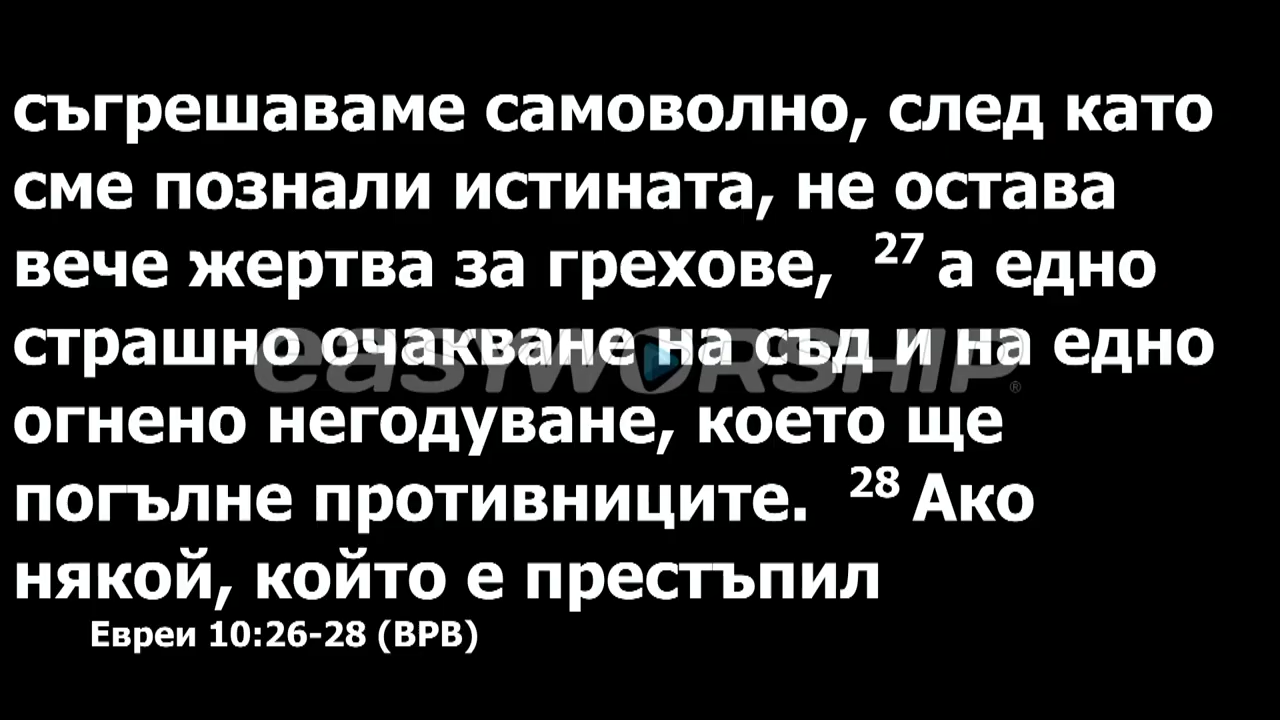 съгрешаваме самоволно, след като
сме познали истината, не остава
вече жертва за грехове, 27 а едно
страшно очакване на съд и на едно
easyworship®
огнено негодуване, което ще
погълне противниците. 28 Ако
някой, който е престъпил
Евреи 10:26-28 (ВРВ)